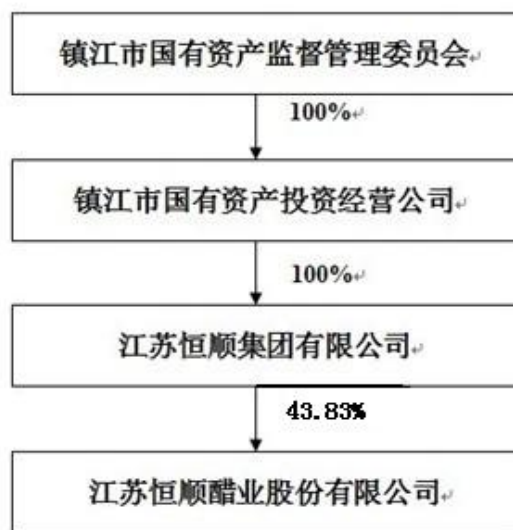 镇江市国有资产监督管理委员会
100%
镇江市国有资产投资经营公司
100%
江苏恒顺集团有限公司
43.83%
江苏恒顺醋业股份有限公司